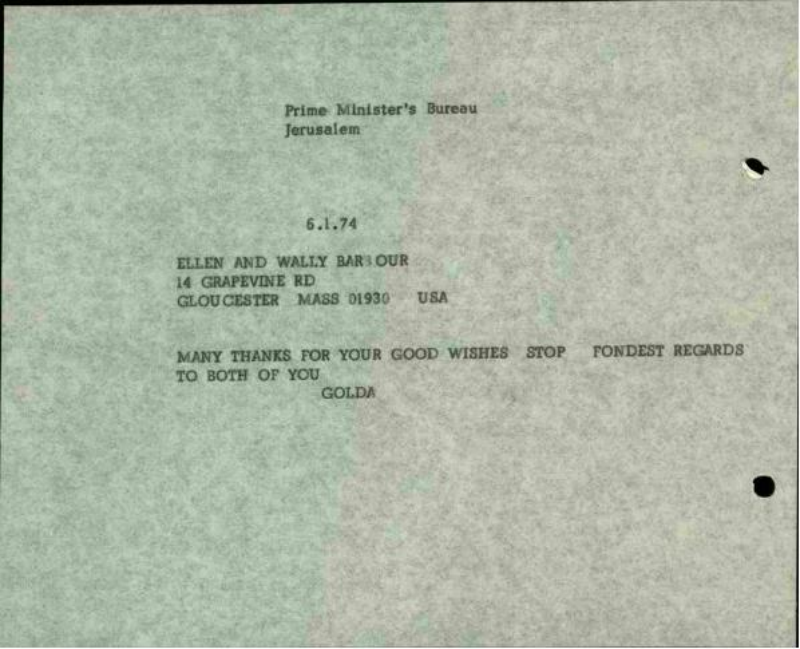 Prime Minister's Bureau
Jerusalem
6.1.74
ELLEN AND WALLY BARBOUR
14 GRAPEVINE RD
GLOUCESTER MASS 01930 USA
MANY THANKS FOR YOUR GOOD WISHES STOP FONDEST REGARDS
TO BOTH OF YOU
GOLDA